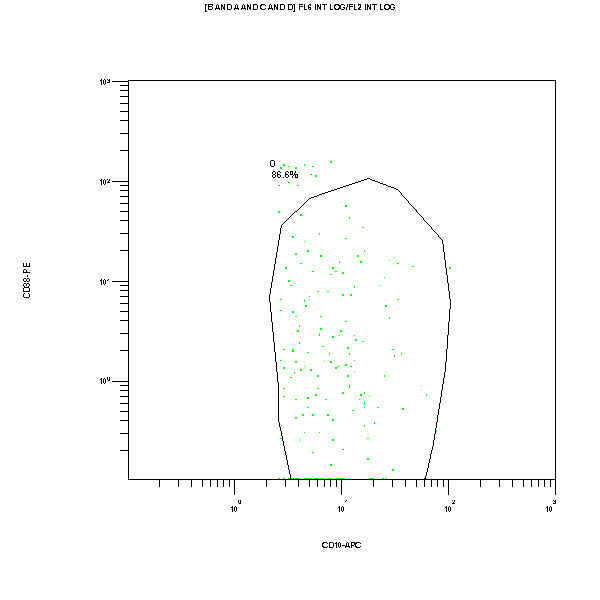 [B AND A AND C AND D] FL6 INT LOG/FL2 INT LOG
10³
O
86.6%
10²
CD38-PE
10¹
10⁰
10⁰ 10¹ 10² 10³
CD10-APC